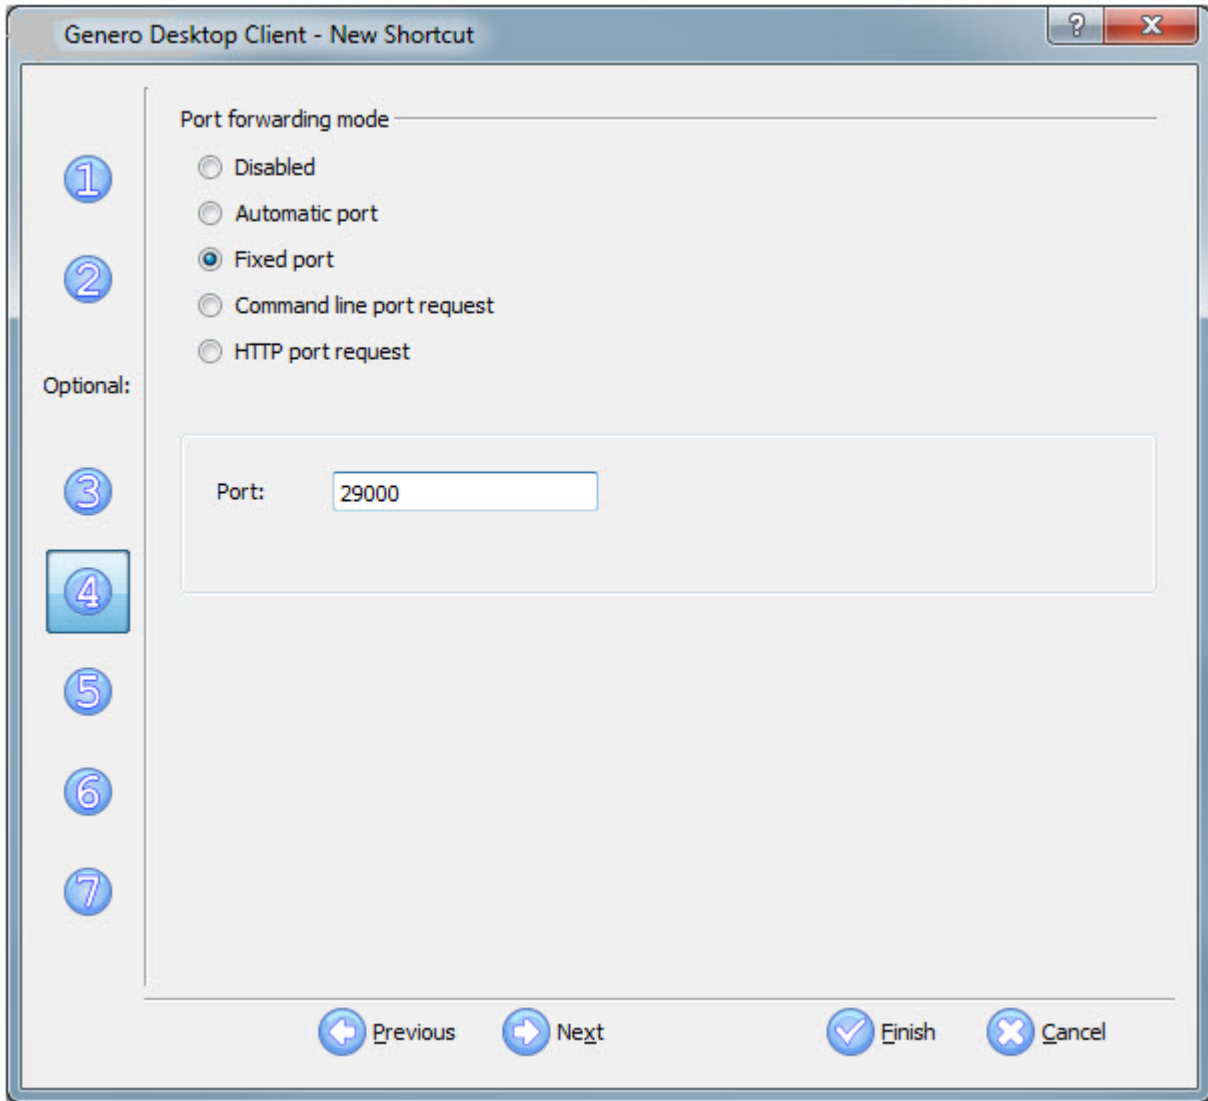 Genero Desktop Client - New Shortcut
?
X
1
2
Optional:
3
4
5
6
7
Port forwarding mode
Disabled
Automatic port
Fixed port
Command line port request
HTTP port request
Port: 29000
Previous Next Finish Cancel